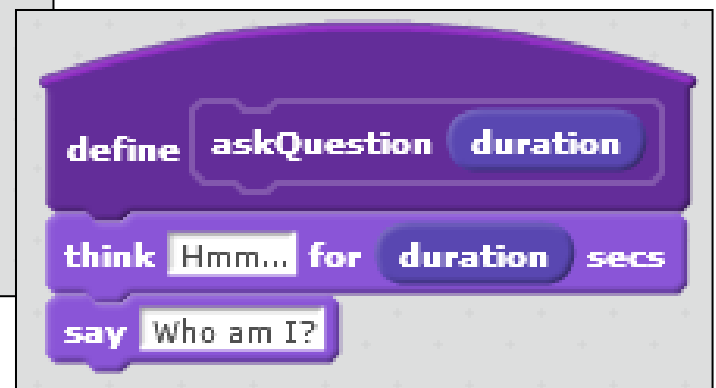 define askQuestion duration
think Hmm... for duration secs
say Who am I?